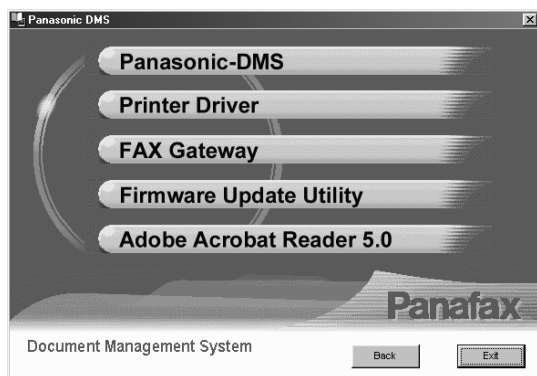 Panasonic DMS
Panasonic-DMS
Printer Driver
FAX Gateway
Firmware Update Utility
Adobe Acrobat Reader 5.0
Panafax
Document Management System
Back
Exit